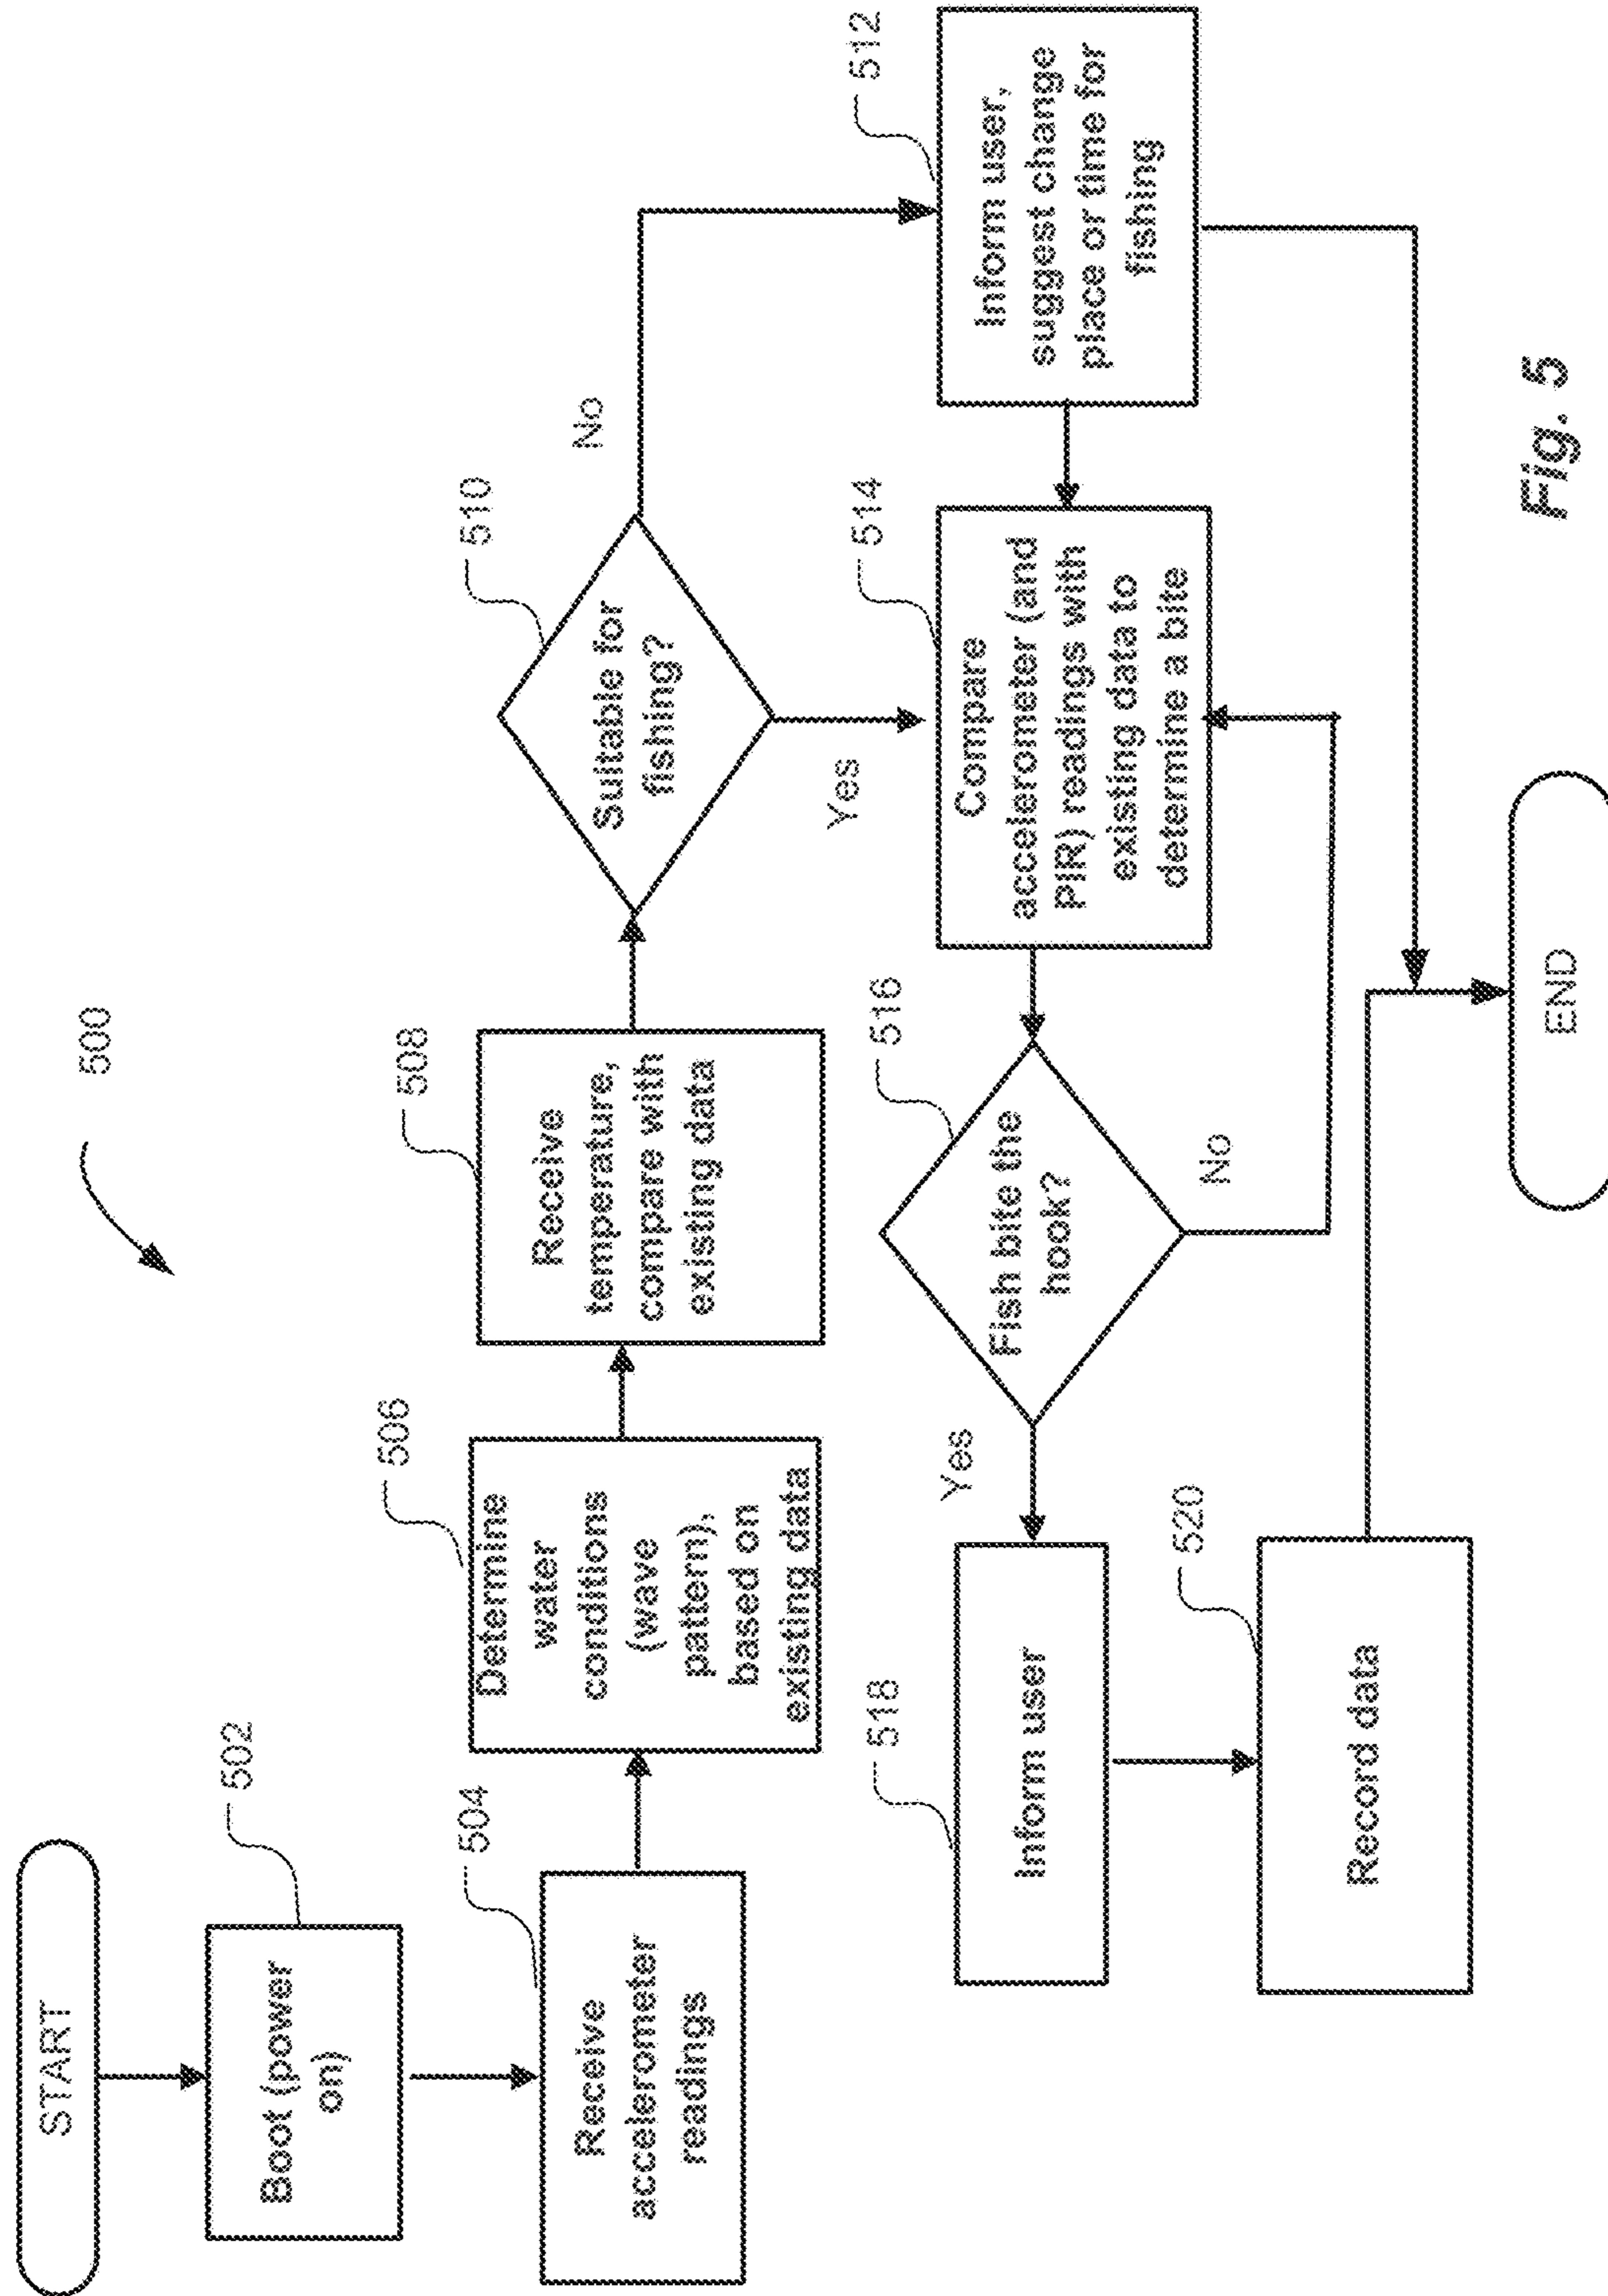 500
START
502
Boot (power
on)
504
Receive
accelerometer
readings
506
Determine
water
conditions
(wave
pattern),
based on
existing data
508
Receive
temperature,
compare with
existing data
510
Suitable for
fishing?
No
Yes
512
Inform user,
suggest change
place or time for
fishing
514
Compare
accelerometer (and
PIR) readings with
existing data to
determine a bite
516
Fish bite the
hook?
No
Yes
518
Inform user
520
Record data
END
Fig. 5